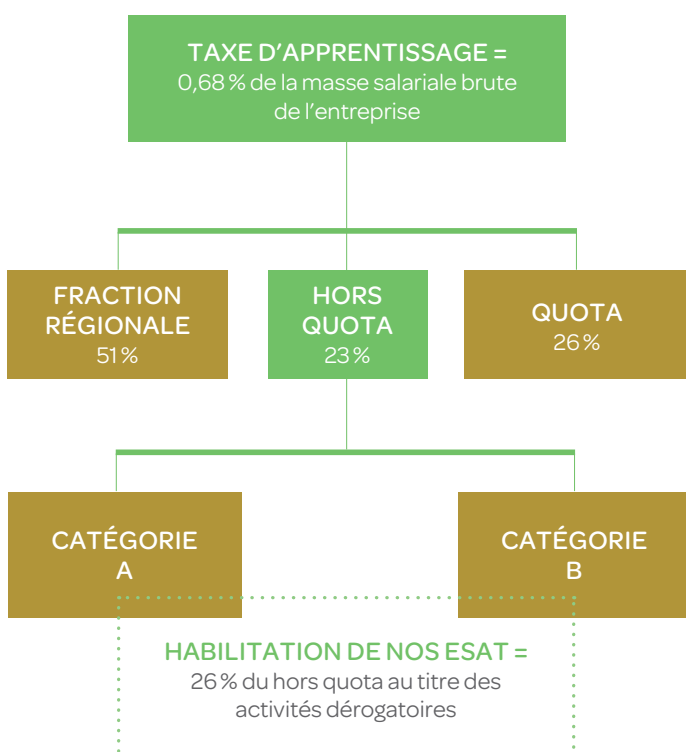 TAXE D'APPRENTISSAGE =
0,68 % de la masse salariale brute
de l'entreprise
FRACTION
RÉGIONALE
51 %
HORS
QUOTA
23 %
QUOTA
26 %
CATÉGORIE
A
CATÉGORIE
B
HABILITATION DE NOS ESAT =
26 % du hors quota au titre des
activités dérogatoires